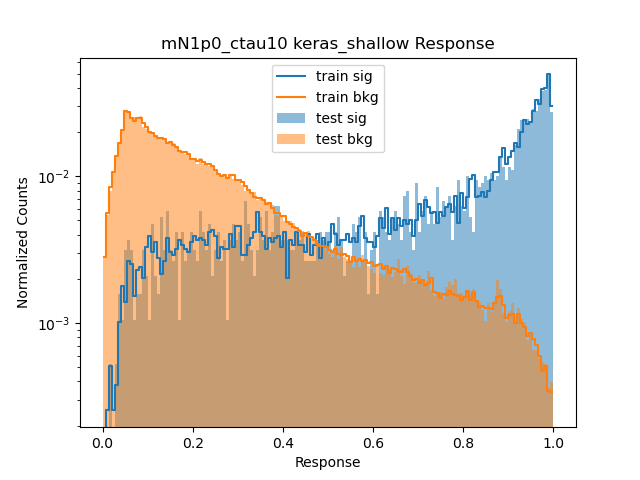 mN1p0_ctau10 keras_shallow Response
train sig
train bkg
test sig
test bkg
Normalized Counts
10⁻²
10⁻³
0.0 0.2 0.4 0.6 0.8 1.0
Response